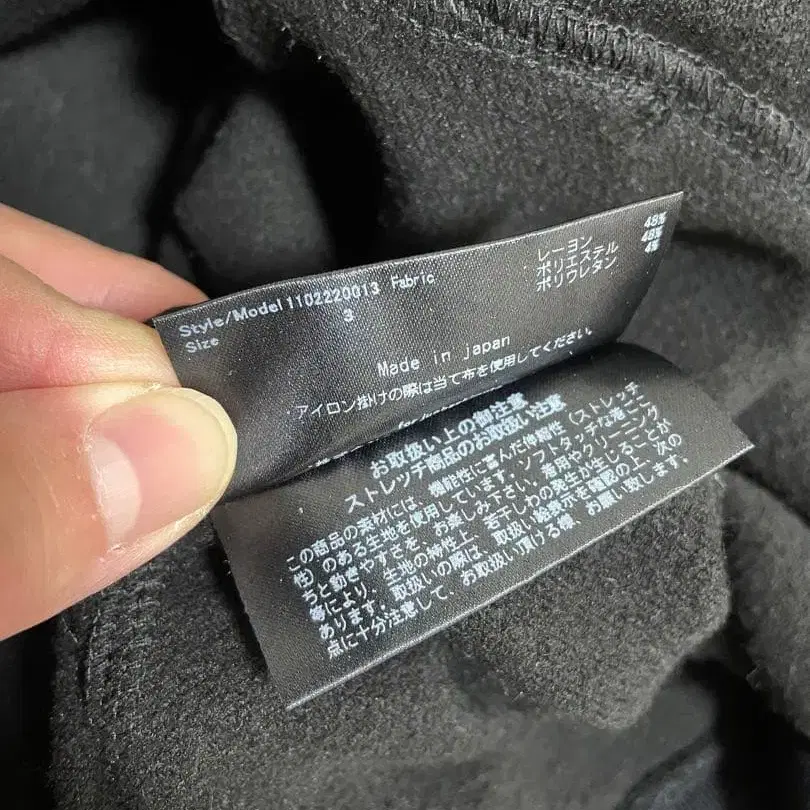 Style/Model 1102220013 Fabric
レーヨン 48%
ポリエステル 48%
ポリウレタン 4%
Size 3
Made in japan
・アイロン掛けの際は当て布を使用してください。
お取扱い上の御注意
ストレッチ商品のお取扱い注意
この商品の素材には、機能性に富んだ伸縮性（ストレッチ
性）のある生地を使用しています。ソフトタッチな着ごこ
ろと動きやすさを、お楽しみ下さい。着用やクリーニング
等により、生地の特性上、若干しわの発生が生じることが
あります。取扱いの際は、取扱い絵表示を確認の上、次の
点に十分注意して、お取扱い頂ける様、お願い致します。